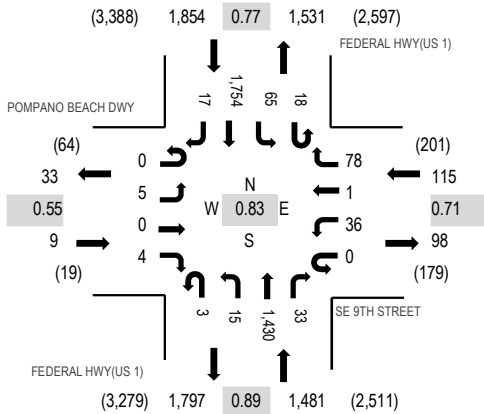 (3,388) 1,854 0.77 1,531 (2,597)
FEDERAL HWY(US 1)
17 1,754 65 18
POMPANO BEACH DWY
(64) (201)
0 78
33 115
5 N 1
0.55 W 0.83 E 0.71
0 36
9 S 98
4 0
(19) (179)
3 15 1,430 33
SE 9TH STREET
FEDERAL HWY(US 1)
(3,279) 1,797 0.89 1,481 (2,511)